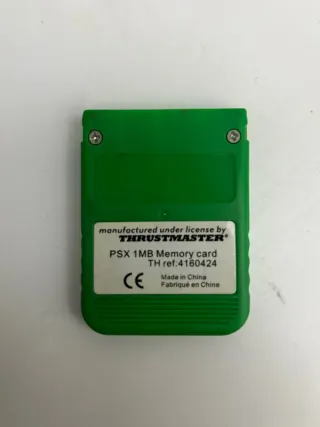 manufactured under license by
THRUSTMASTER®
PSX 1MB Memory card
TH ref:4160424
CE
Made in China
Fabriqué en Chine